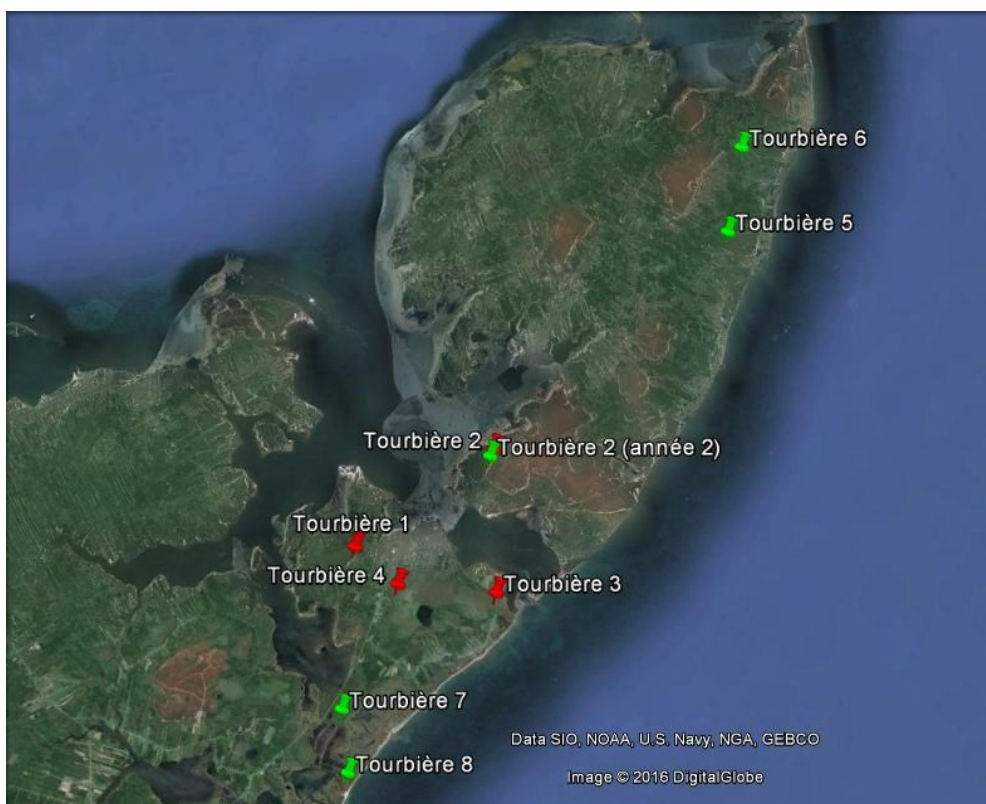 Tourbière 6
Tourbière 5
Tourbière 2
Tourbière 2 (année 2)
Tourbière 1
Tourbière 4
Tourbière 3
Tourbière 7
Data SIO, NOAA, U.S. Navy, NGA, GEBCO
Tourbière 8
Image © 2016 DigitalGlobe